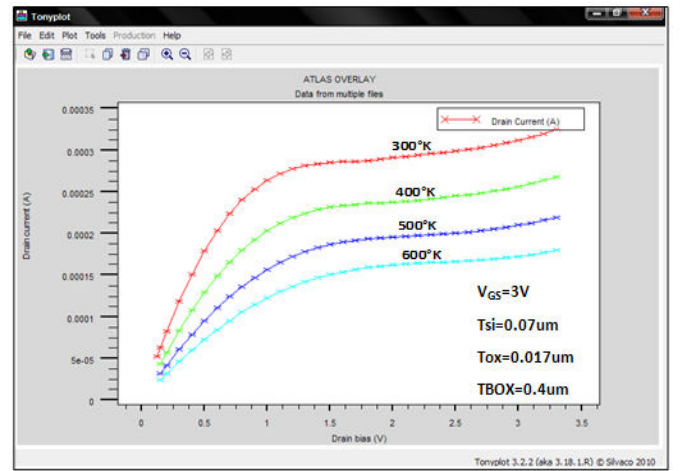 Tonyplot
File Edit Plot Tools Production Help
ATLAS OVERLAY
Data from multiple files
Drain Current (A)
0.00035
0.0003
0.00025
0.0002
0.00015
0.0001
5e-05
0
Drain current (A)
300°K
400°K
500°K
600°K
VGS=3V
Tsi=0.07um
Tox=0.017um
TBOX=0.4um
0 0.5 1 1.5 2 2.5 3 3.5
Drain bias (V)
Tonyplot 3.2.2 (aka 3.18.1.R) © Silvaco 2010